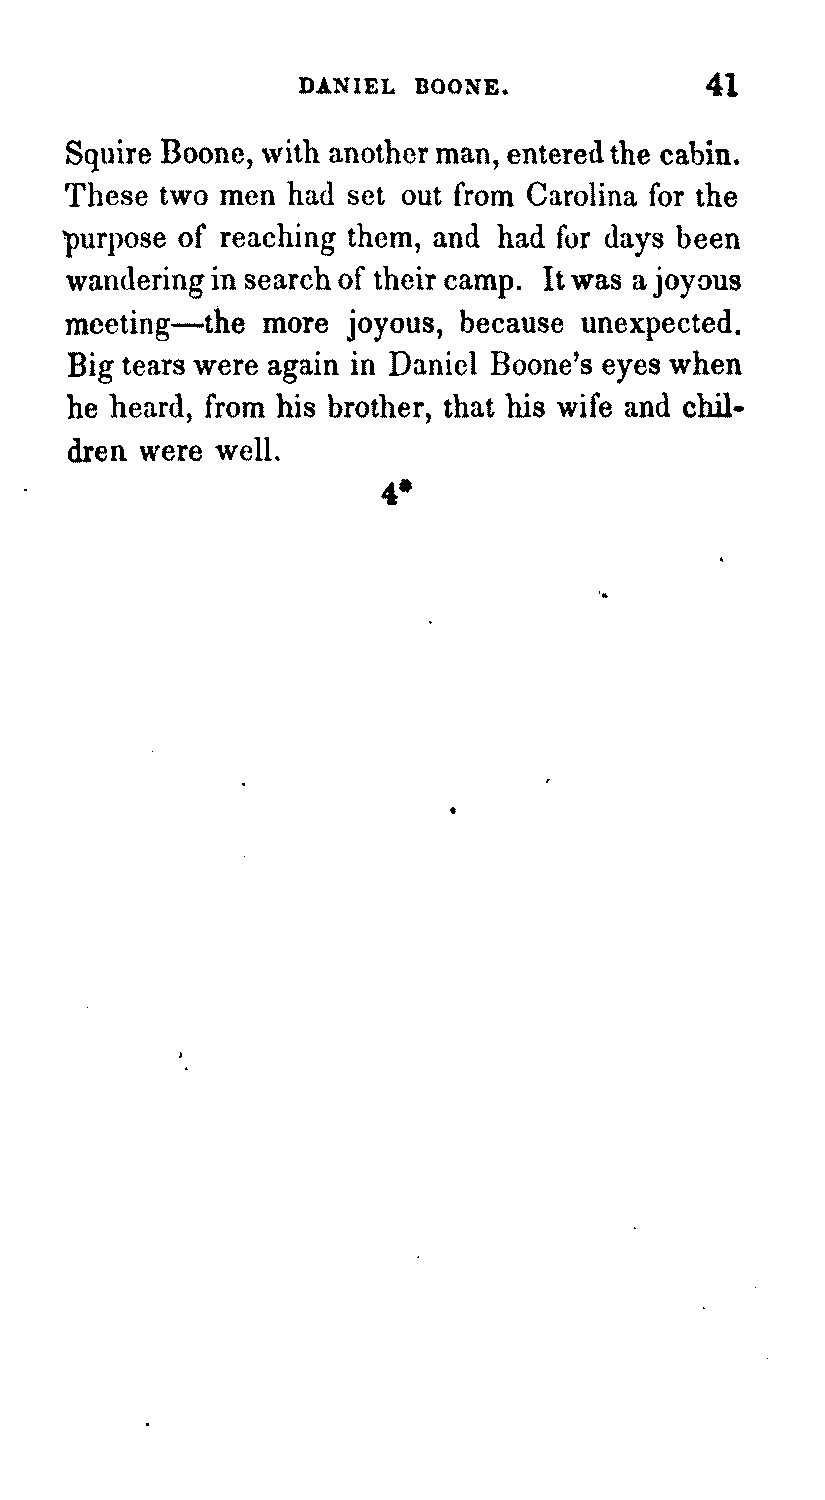 DANIEL BOONE. 41
Squire Boone, with another man, entered the cabin.
These two men had set out from Carolina for the
purpose of reaching them, and had for days been
wandering in search of their camp. It was a joyous
meeting—the more joyous, because unexpected.
Big tears were again in Daniel Boone's eyes when
he heard, from his brother, that his wife and chil-
dren were well.
4*